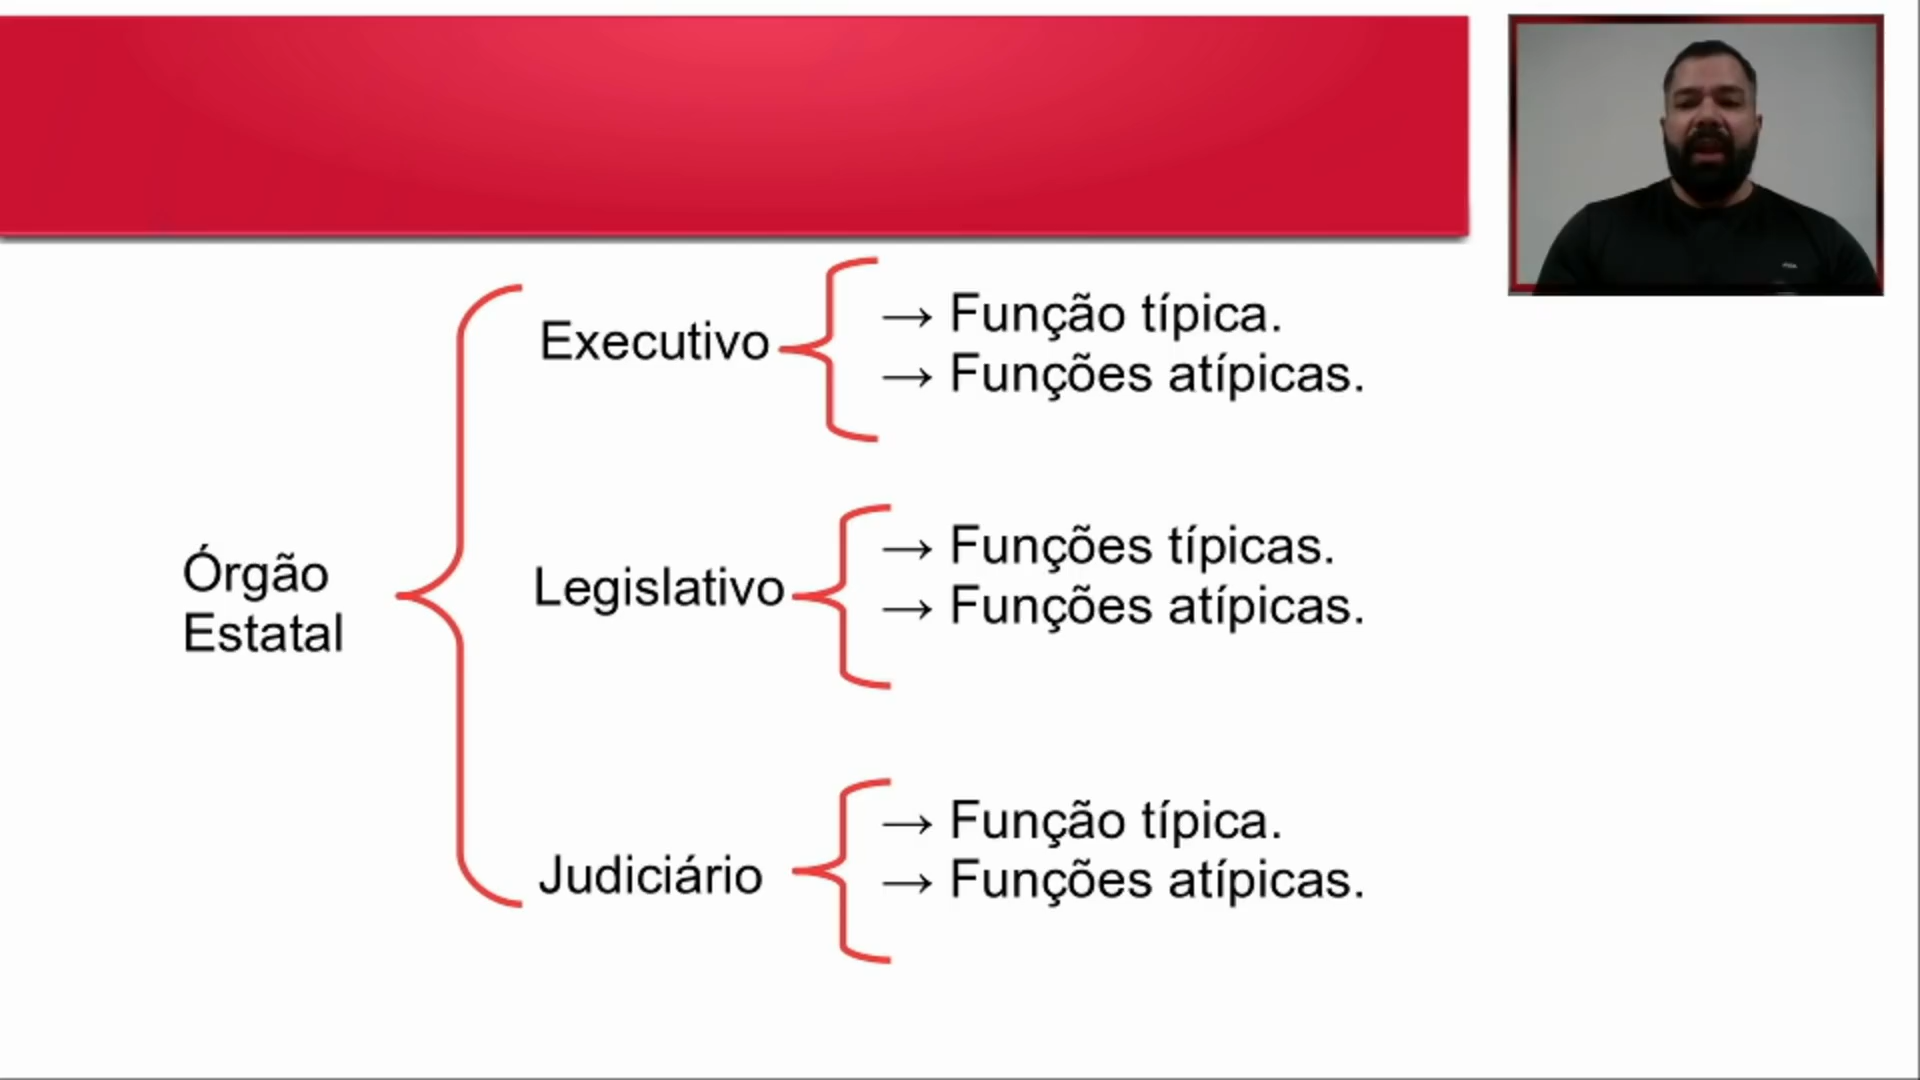 Executivo
→ Função típica.
→ Funções atípicas.
Órgão
Estatal
Legislativo
→ Funções típicas.
→ Funções atípicas.
Judiciário
→ Função típica.
→ Funções atípicas.